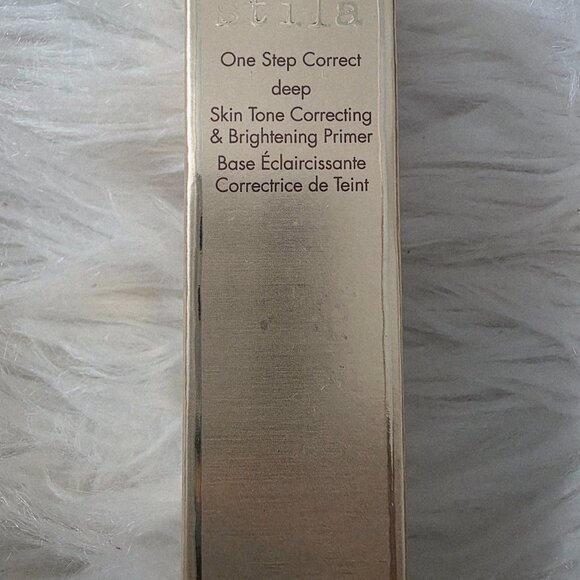 stila
One Step Correct
deep
Skin Tone Correcting
& Brightening Primer
Base Éclaircissante
Correctrice de Teint